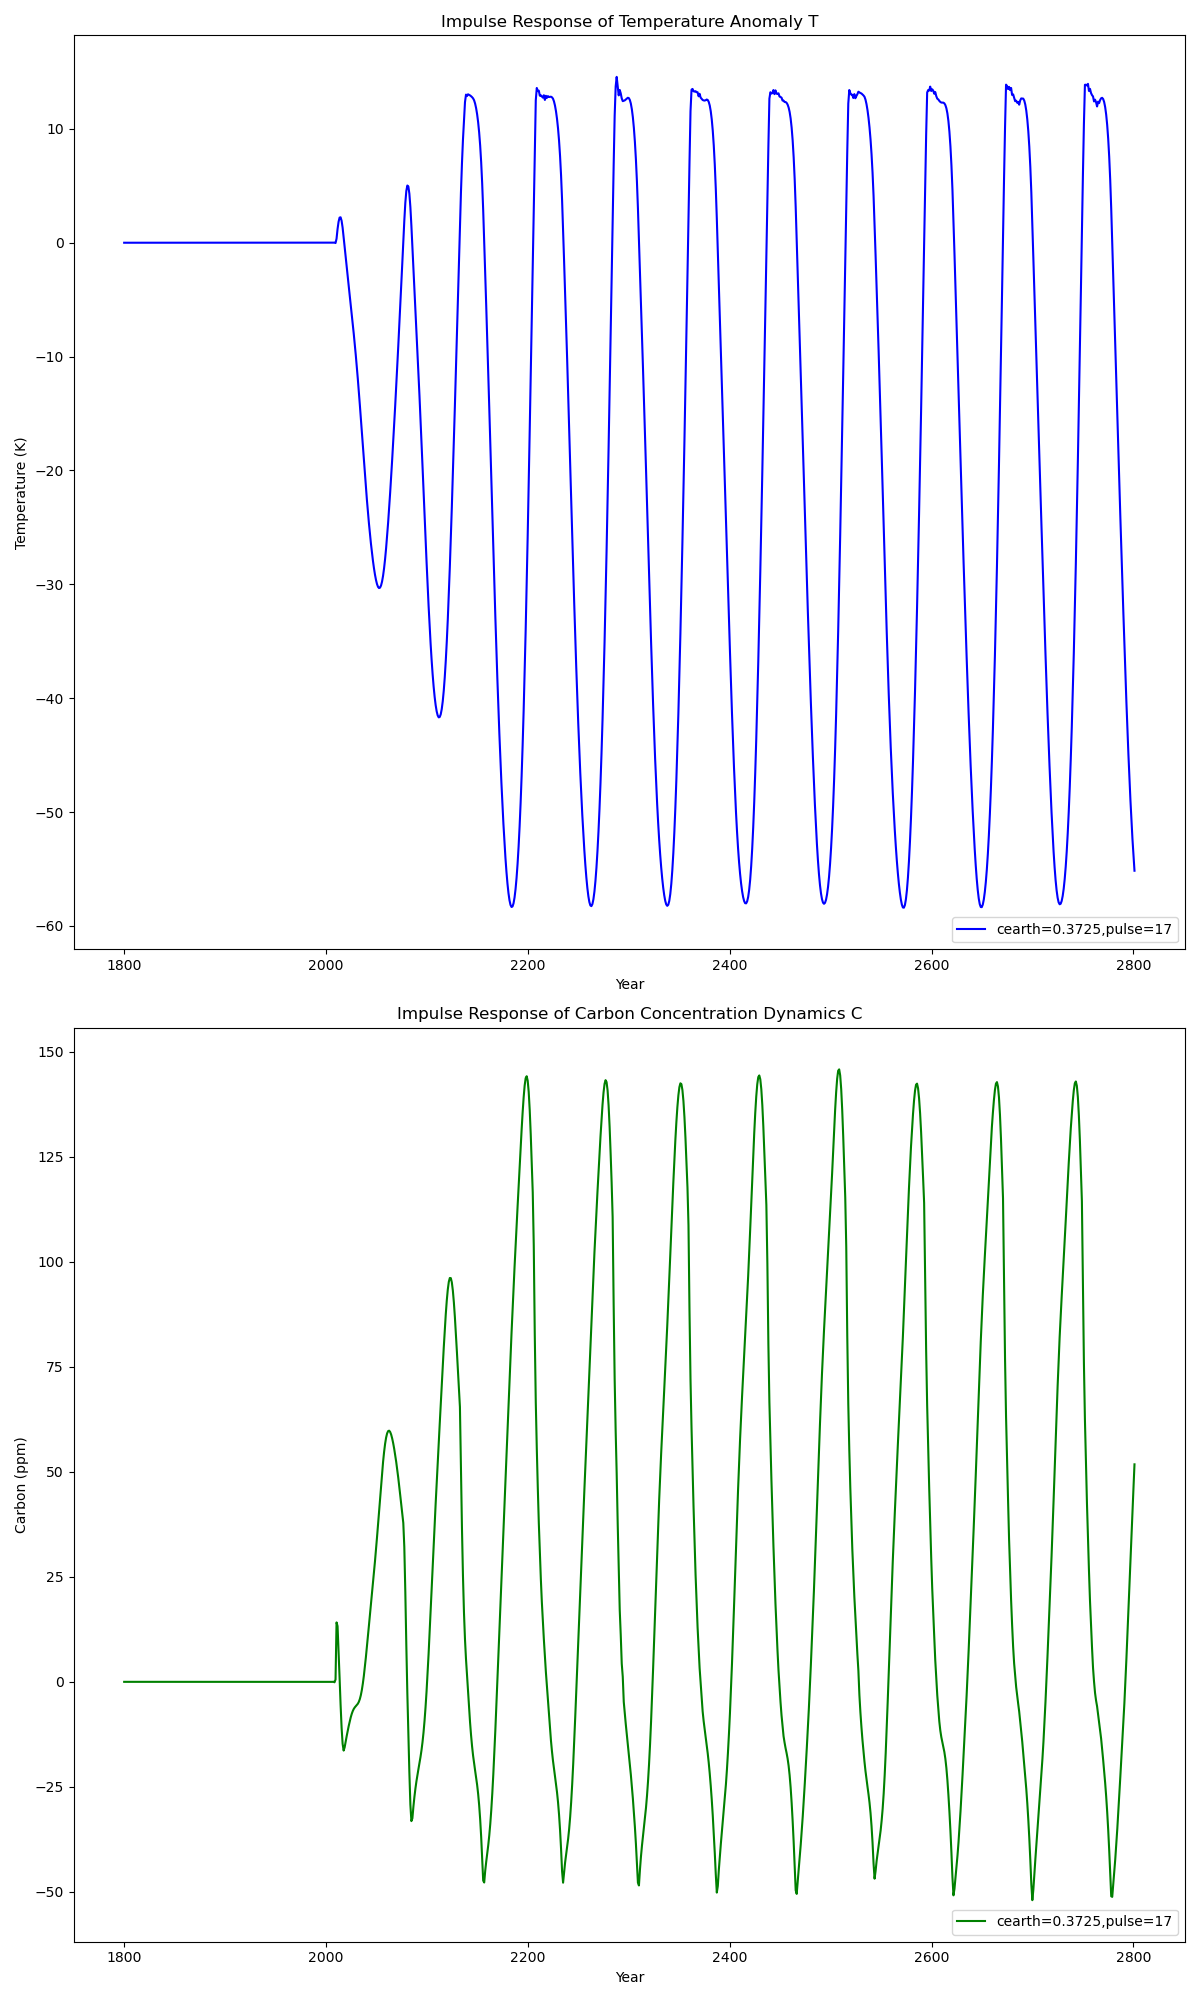 Impulse Response of Temperature Anomaly T
Temperature (K)
10
0
−10
−20
−30
−40
−50
−60
cearth=0.3725,pulse=17
1800 2000 2200 2400 2600 2800
Year
Impulse Response of Carbon Concentration Dynamics C
Carbon (ppm)
150
125
100
75
50
25
0
−25
−50
cearth=0.3725,pulse=17
1800 2000 2200 2400 2600 2800
Year